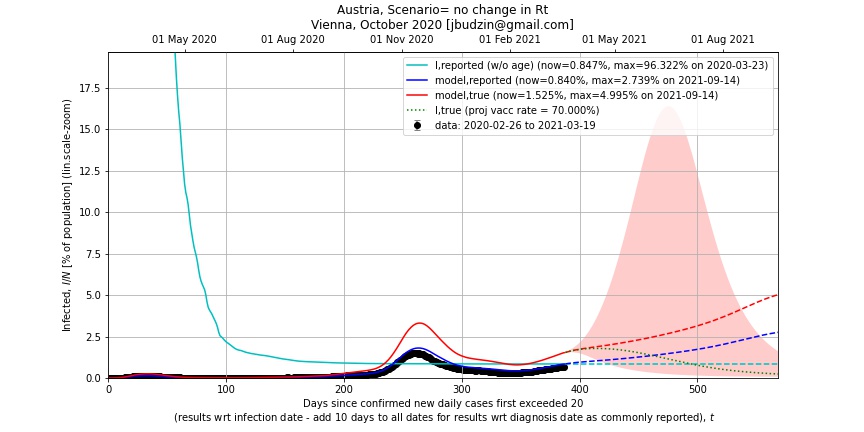 Austria, Scenario= no change in Rt
Vienna, October 2020 [jbudzin@gmail.com]
01 May 2020 01 Aug 2020 01 Nov 2020 01 Feb 2021 01 May 2021 01 Aug 2021
I,reported (w/o age) (now=0.847%, max=96.322% on 2020-03-23)
model,reported (now=0.840%, max=2.739% on 2021-09-14)
model,true (now=1.525%, max=4.995% on 2021-09-14)
I,true (proj vacc rate = 70.000%)
data: 2020-02-26 to 2021-03-19
Infected, I/N [% of population] (lin.scale-zoom)
17.5
15.0
12.5
10.0
7.5
5.0
2.5
0.0
0 100 200 300 400 500
Days since confirmed new daily cases first exceeded 20
(results wrt infection date - add 10 days to all dates for results wrt diagnosis date as commonly reported), t